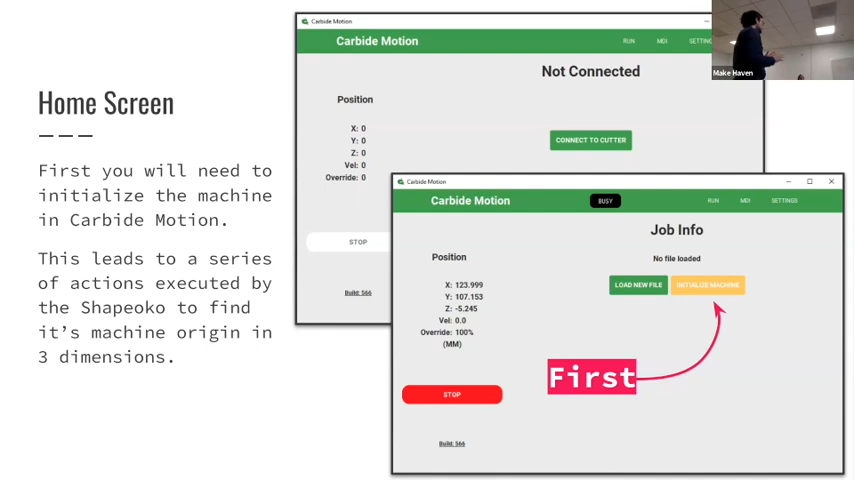 Home Screen
First you will need to
initialize the machine
in Carbide Motion.
This leads to a series
of actions executed by
the Shapeoko to find
it's machine origin in
3 dimensions.
Carbide Motion
Carbide Motion
RUN
MDI
SETTING
Not Connected
Position
X: 0
Y: 0
Z: 0
Vel: 0
Override: 0
CONNECT TO CUTTER
STOP
Build: 566
Carbide Motion
Carbide Motion
BUSY
RUN
MDI
SETTINGS
Job Info
No file loaded
Position
LOAD NEW FILE
INITIALIZE MACHINE
X: 123.999
Y: 107.153
Z: -5.245
Vel: 0.0
Override: 100%
(MM)
First
STOP
Build: 566
Make Haven